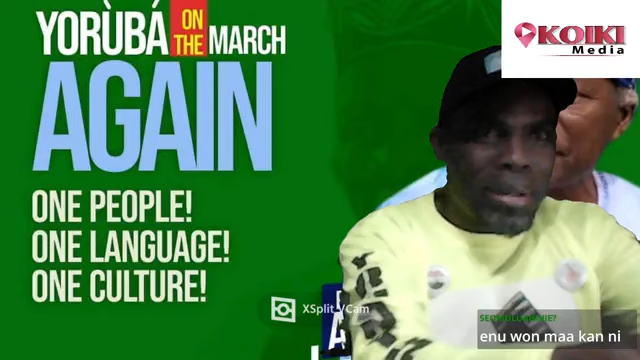 YORÙBÁ ON THE MARCH
AGAIN
ONE PEOPLE!
ONE LANGUAGE!
ONE CULTURE!
KOIKI
Media
XSplit VCam
enu won maa kan ni